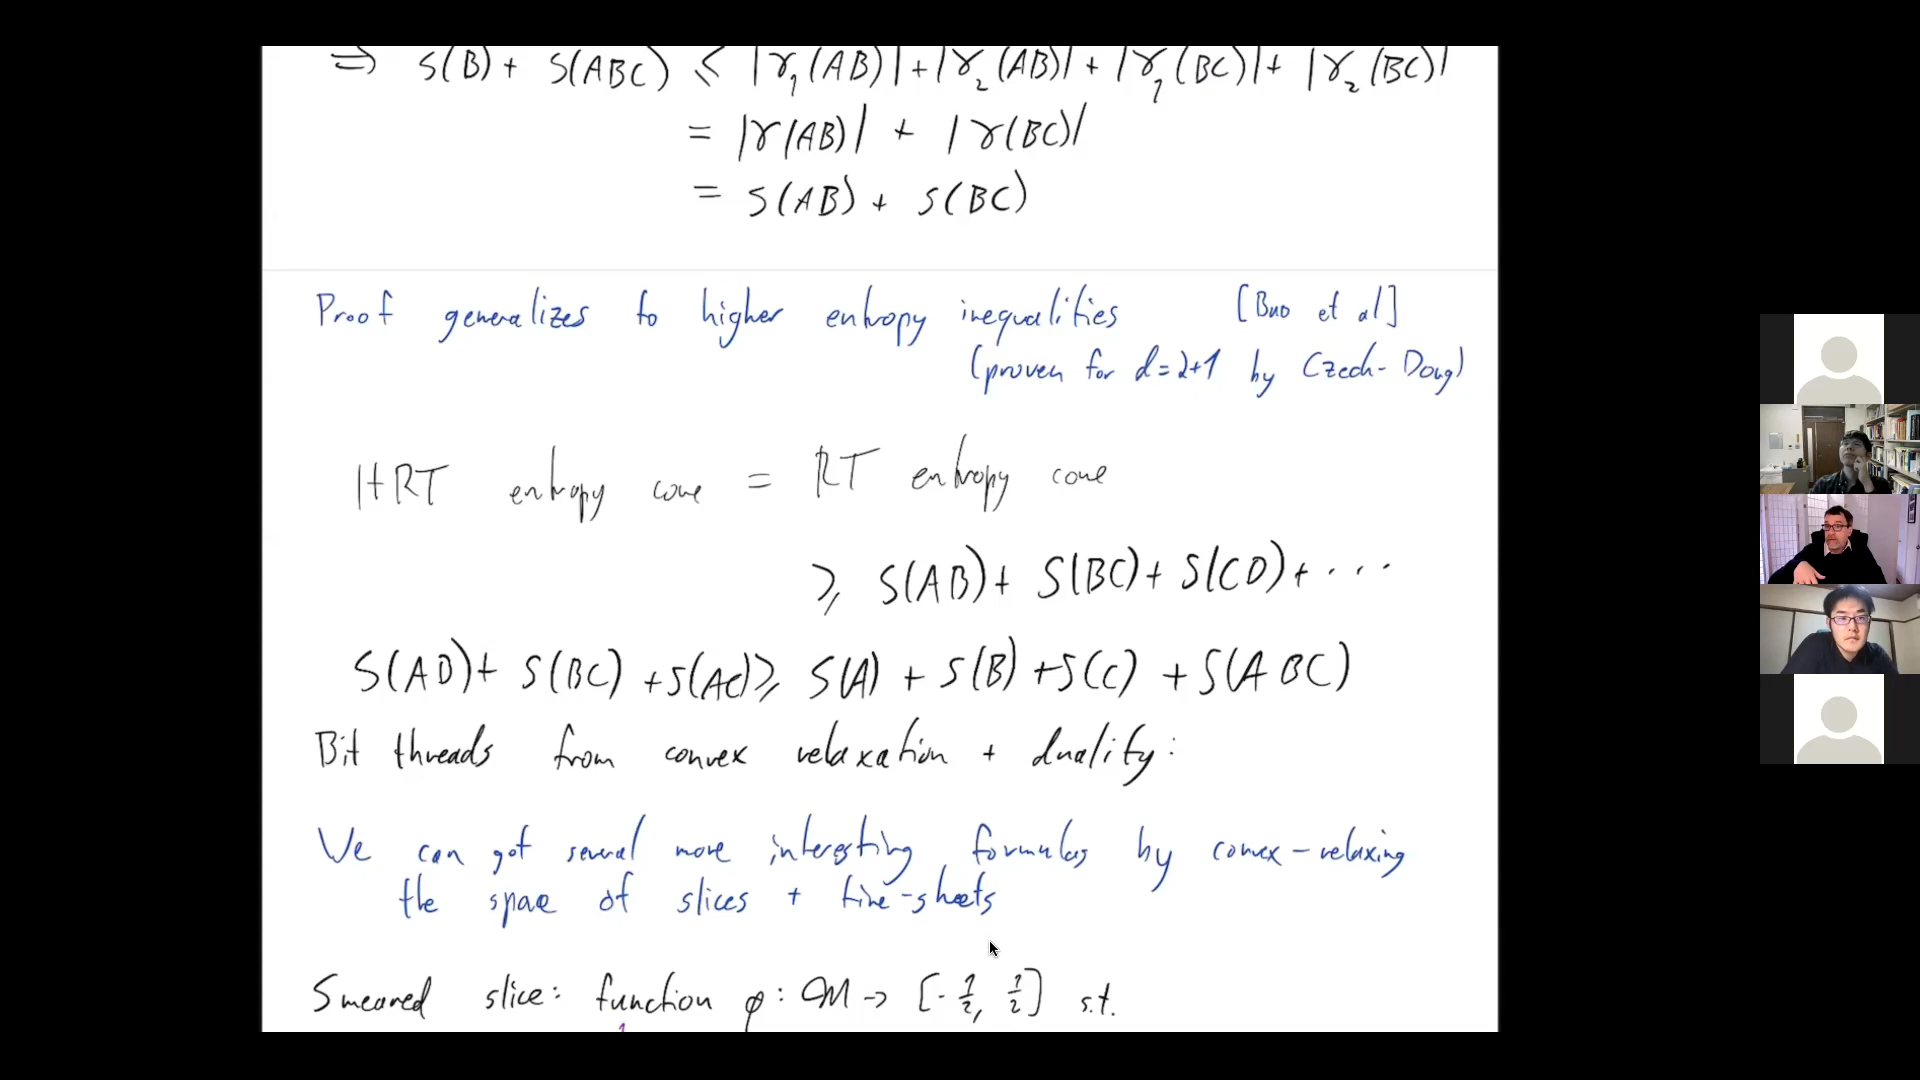 ⇒ S(B) + S(ABC) ≤ |γ₁(AB)| + |γ₂(AB)| + |γ₁(BC)| + |γ₂(BC)|
= |γ(AB)| + |γ(BC)|
= S(AB) + S(BC)
Proof generalizes to higher entropy inequalities [Bao et al]
(proven for d=2+1 by Czech-Dong)
HRT entropy cone = RT entropy cone
≥ S(AB) + S(BC) + S(CD) + ....
S(AB) + S(BC) + S(AC) ≥ S(A) + S(B) + S(C) + S(ABC)
Bit threads from convex relaxation + duality:
We can get several more interesting formulas by convex-relaxing
the space of slices + time-sheets
Smeared slice: function φ: M → [-1/2, 1/2] s.t.